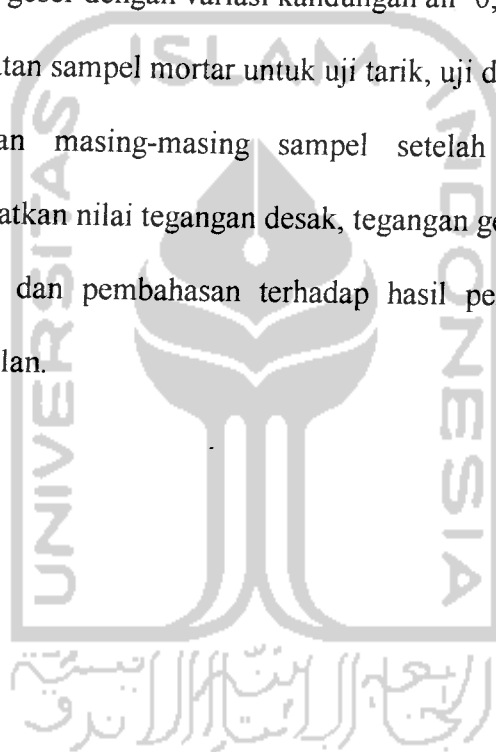 geser dengan variasi kandungan air 0,
atan sampel mortar untuk uji tarik, uji d
an masing-masing sampel setelah
atkan nilai tegangan desak, tegangan ge
dan pembahasan terhadap hasil pe
lan.
ISLAM
UNIVERSITAS
INDONESIA